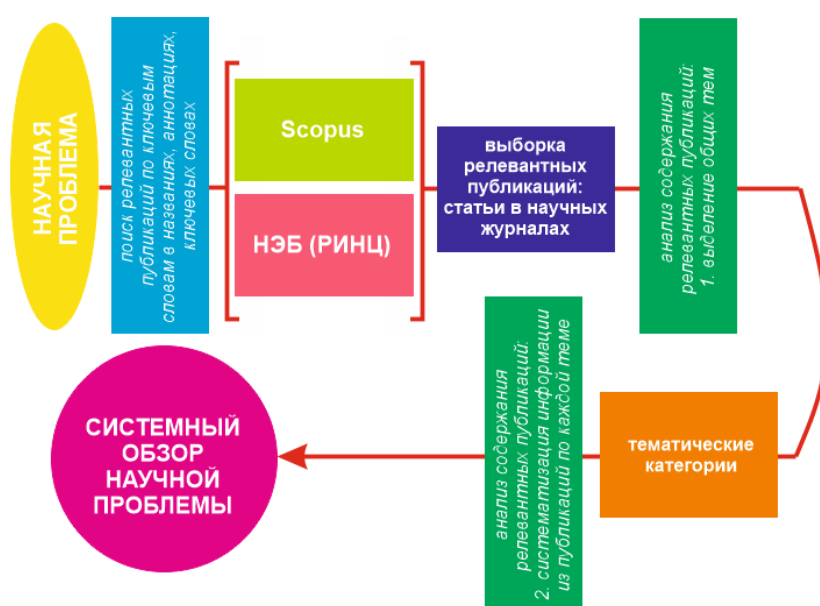 НАУЧНАЯ
ПРОБЛЕМА
поиск релевантных
публикаций по ключевым
словам в названиях, аннотациях,
ключевых словах
Scopus
НЭБ (РИНЦ)
выборка
релевантных
публикаций:
статьи в научных
журналах
анализ содержания
релевантных публикаций:
1. выделение общих тем
тематические
категории
анализ содержания
релевантных публикаций:
2. систематизация информации
из публикаций по каждой теме
СИСТЕМНЫЙ
ОБЗОР
НАУЧНОЙ
ПРОБЛЕМЫ